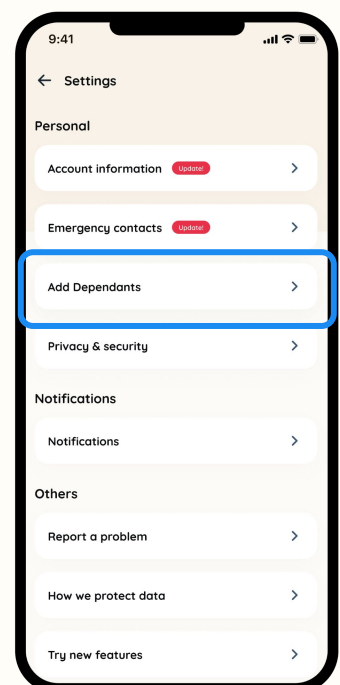 9:41
Settings
Personal
Account information Update!
Emergency contacts Update!
Add Dependants
Privacy & security
Notifications
Notifications
Others
Report a problem
How we protect data
Try new features